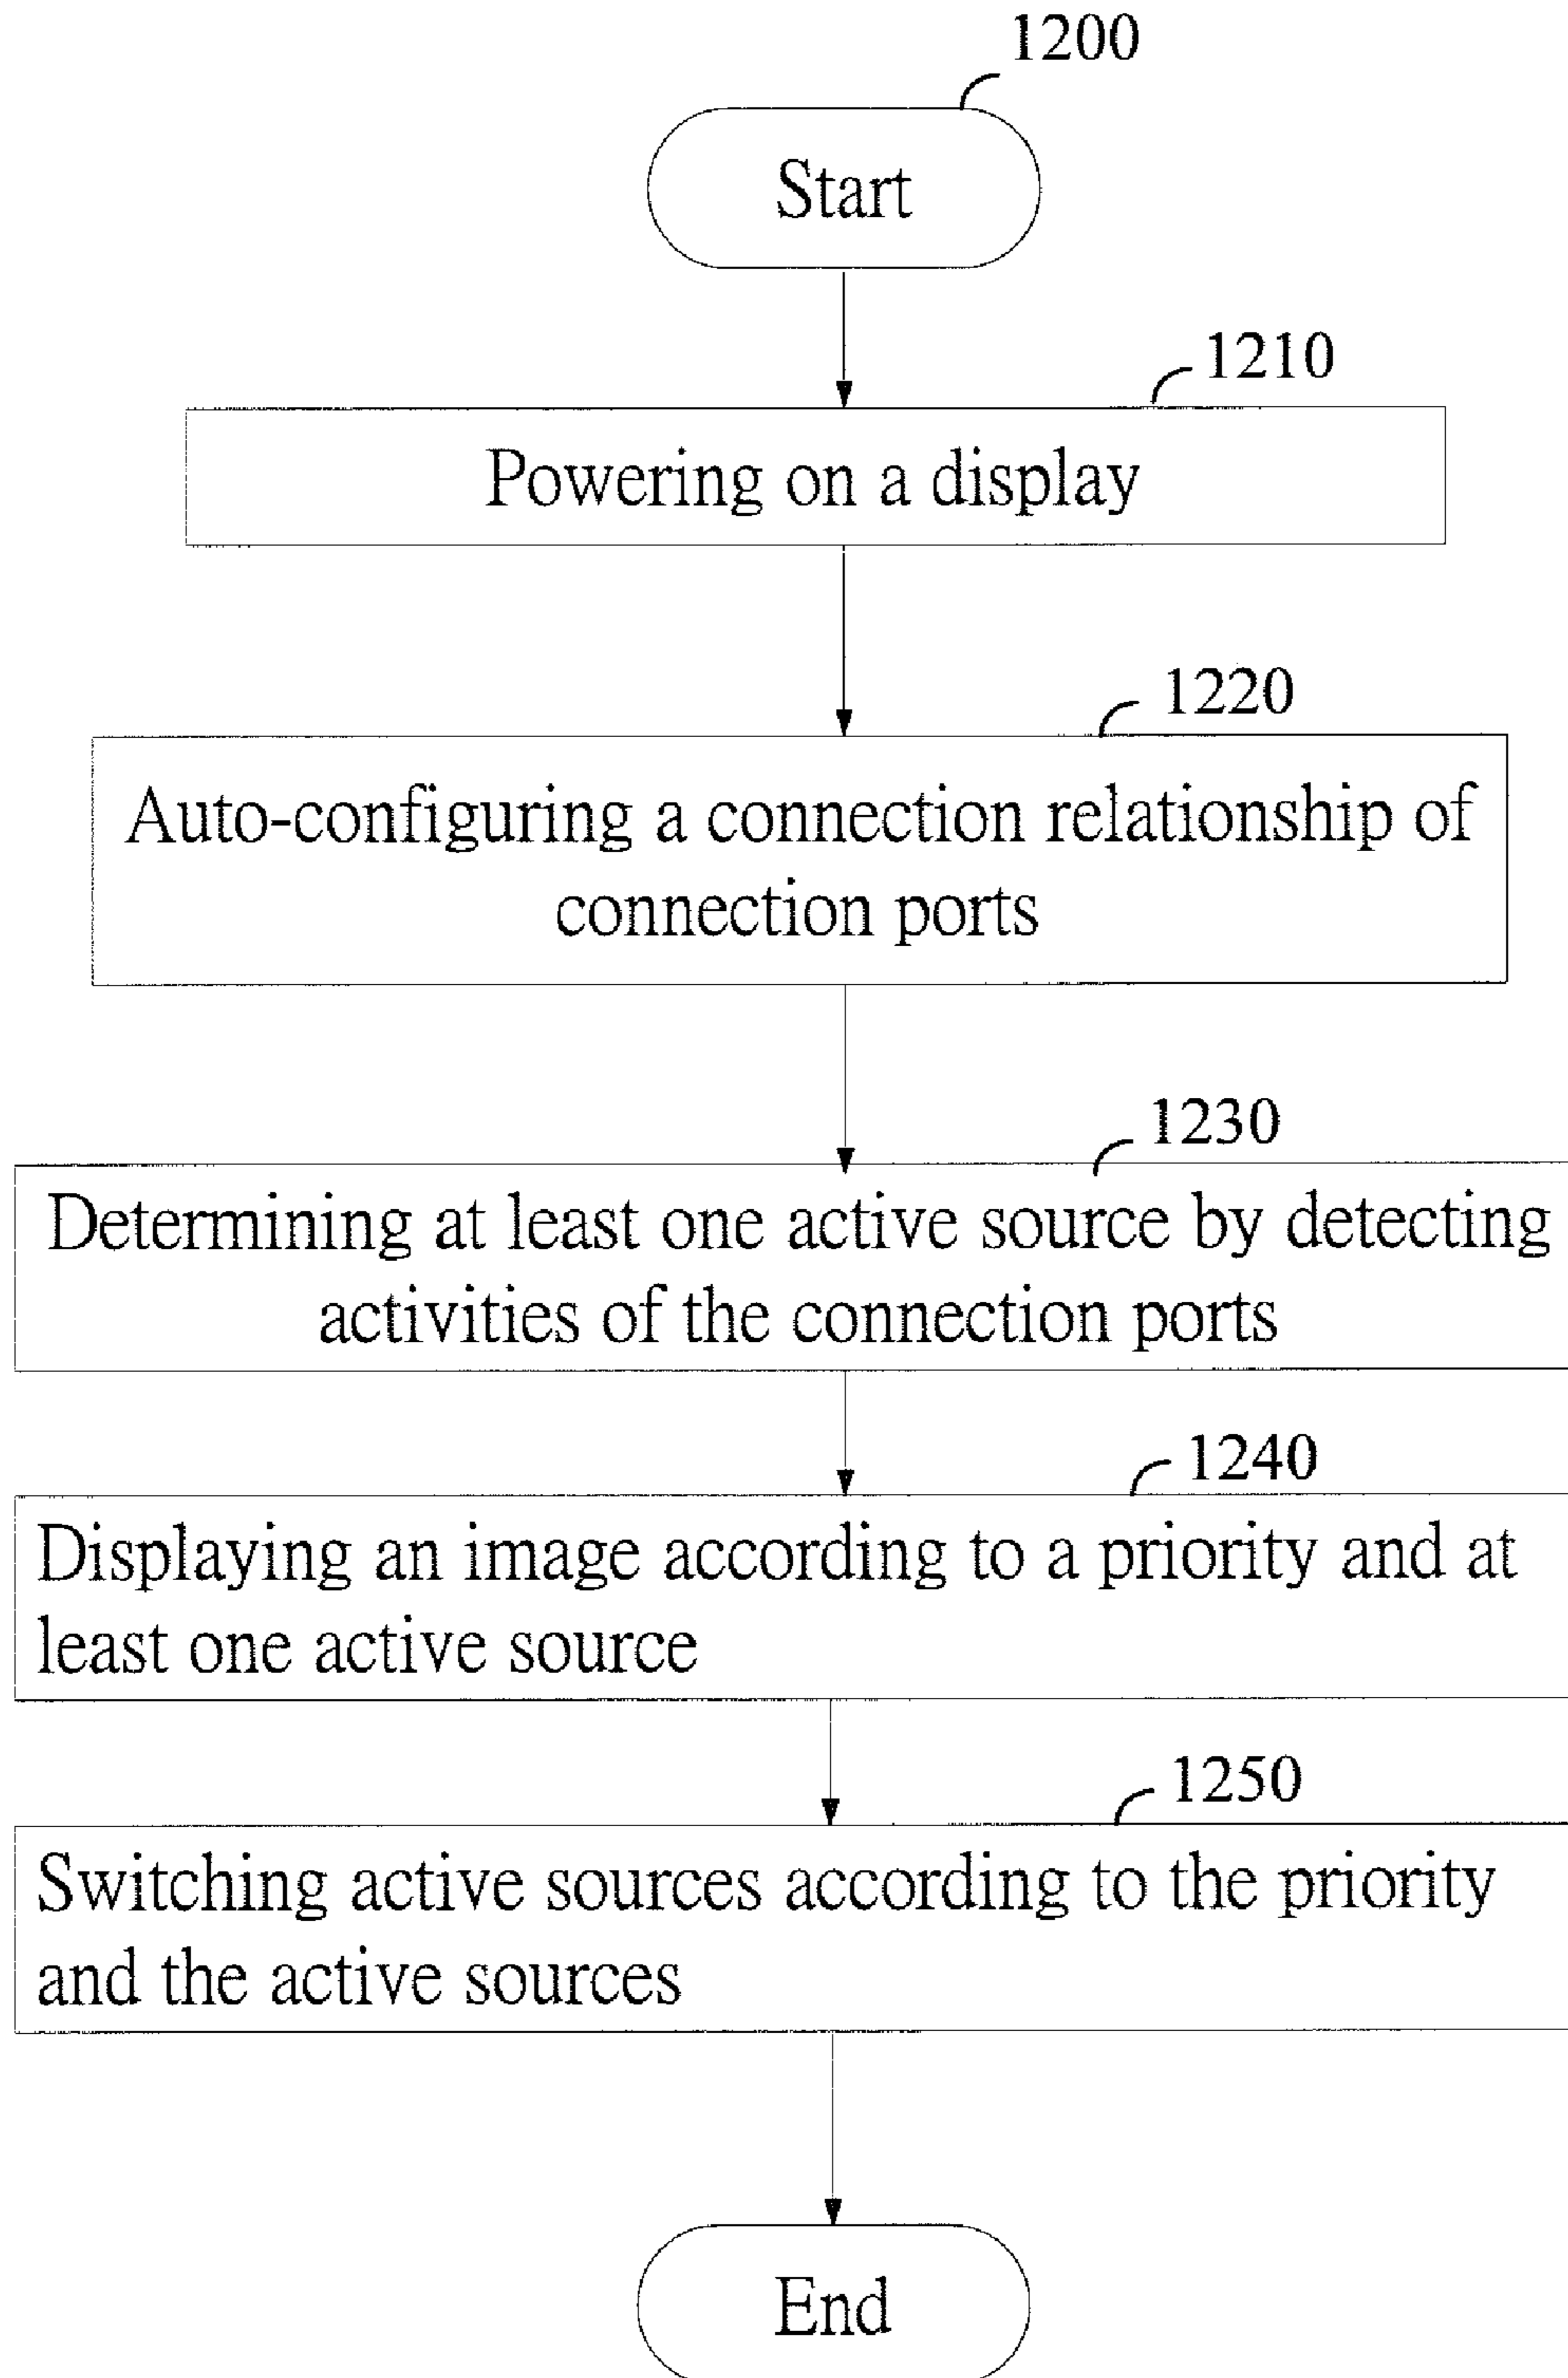 1200
Start
1210
Powering on a display
1220
Auto-configuring a connection relationship of
connection ports
1230
Determining at least one active source by detecting
activities of the connection ports
1240
Displaying an image according to a priority and at
least one active source
1250
Switching active sources according to the priority
and the active sources
End